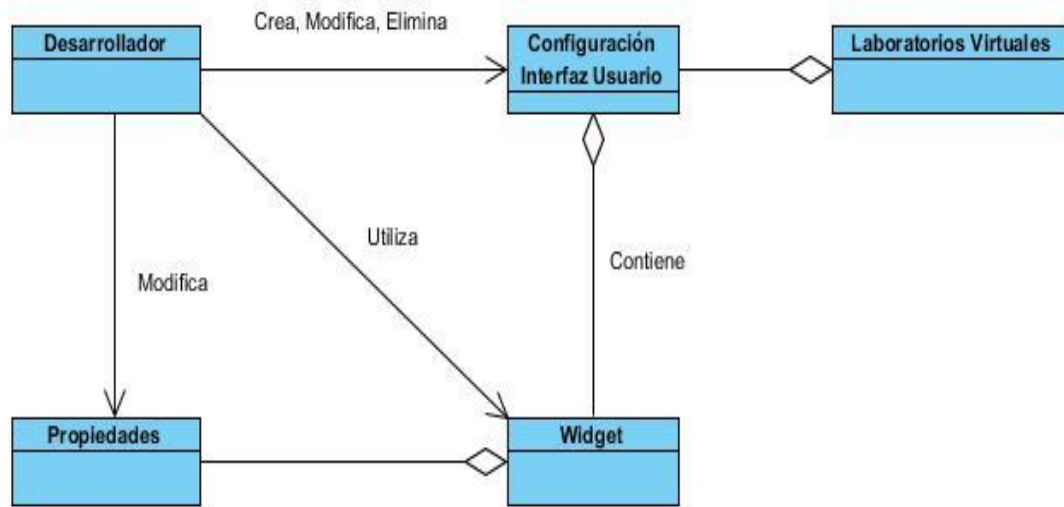 Crea, Modifica, Elimina
Desarrollador
Configuración
Interfaz Usuario
Laboratorios Virtuales
Utiliza
Contiene
Modifica
Propiedades
Widget